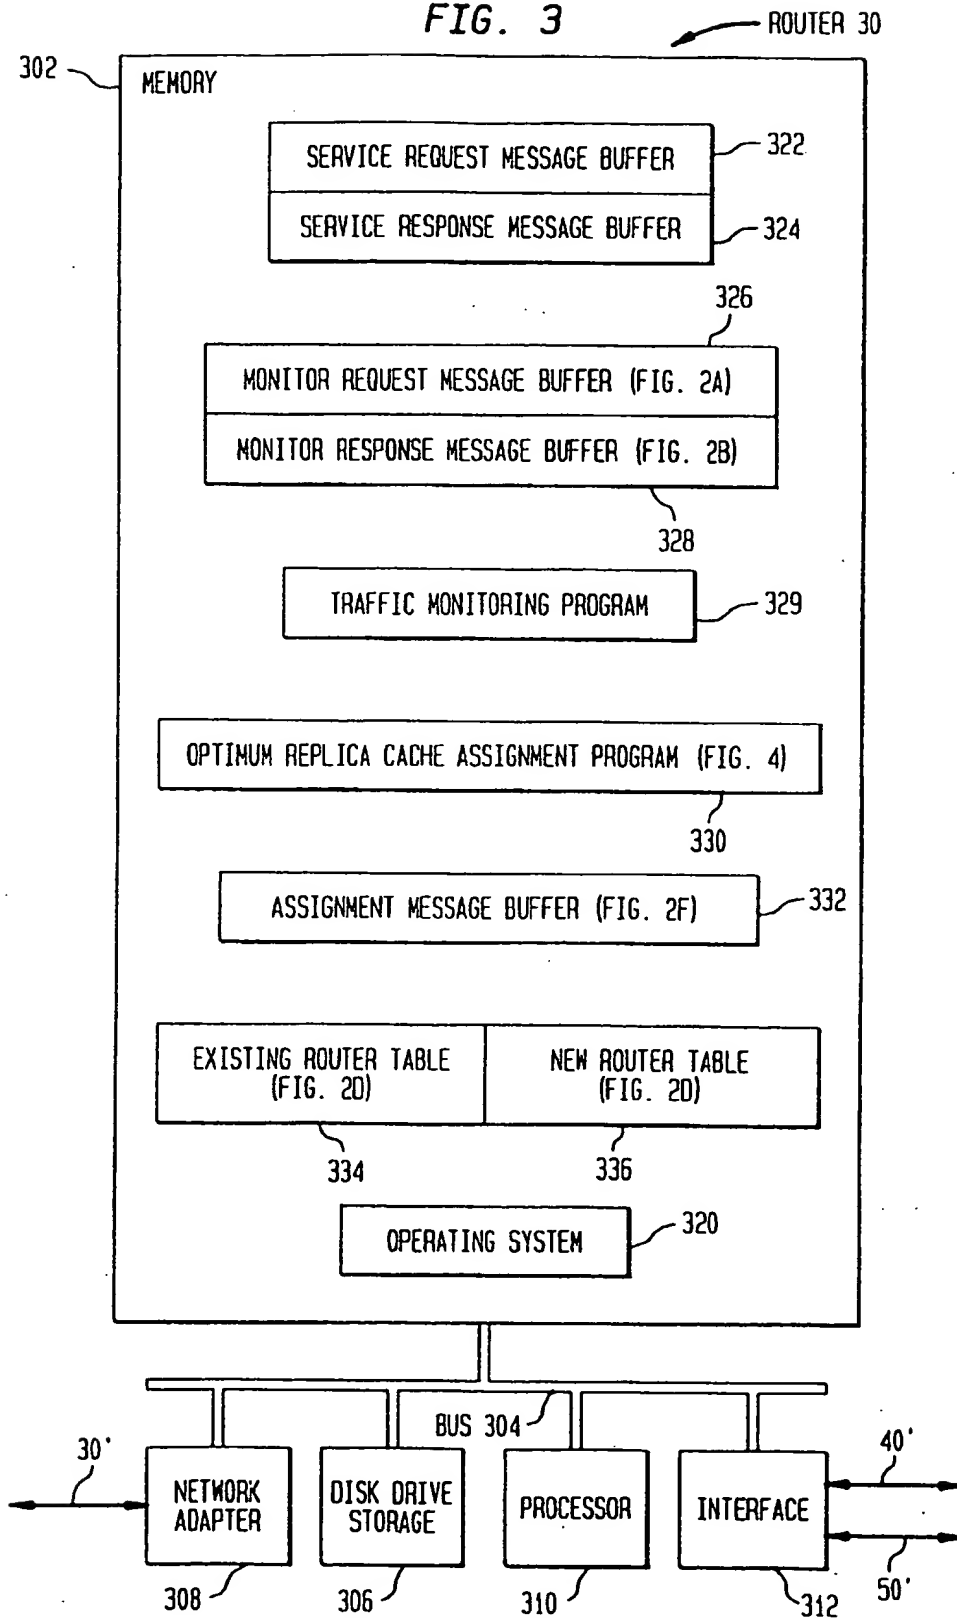 FIG. 3
ROUTER 30
302
MEMORY
SERVICE REQUEST MESSAGE BUFFER
322
SERVICE RESPONSE MESSAGE BUFFER
324
326
MONITOR REQUEST MESSAGE BUFFER (FIG. 2A)
MONITOR RESPONSE MESSAGE BUFFER (FIG. 2B)
328
TRAFFIC MONITORING PROGRAM
329
OPTIMUM REPLICA CACHE ASSIGNMENT PROGRAM (FIG. 4)
330
ASSIGNMENT MESSAGE BUFFER (FIG. 2F)
332
EXISTING ROUTER TABLE
(FIG. 2D)
NEW ROUTER TABLE
(FIG. 2D)
334
336
OPERATING SYSTEM
320
BUS 304
30'
NETWORK
ADAPTER
DISK DRIVE
STORAGE
PROCESSOR
INTERFACE
40'
50'
308
306
310
312